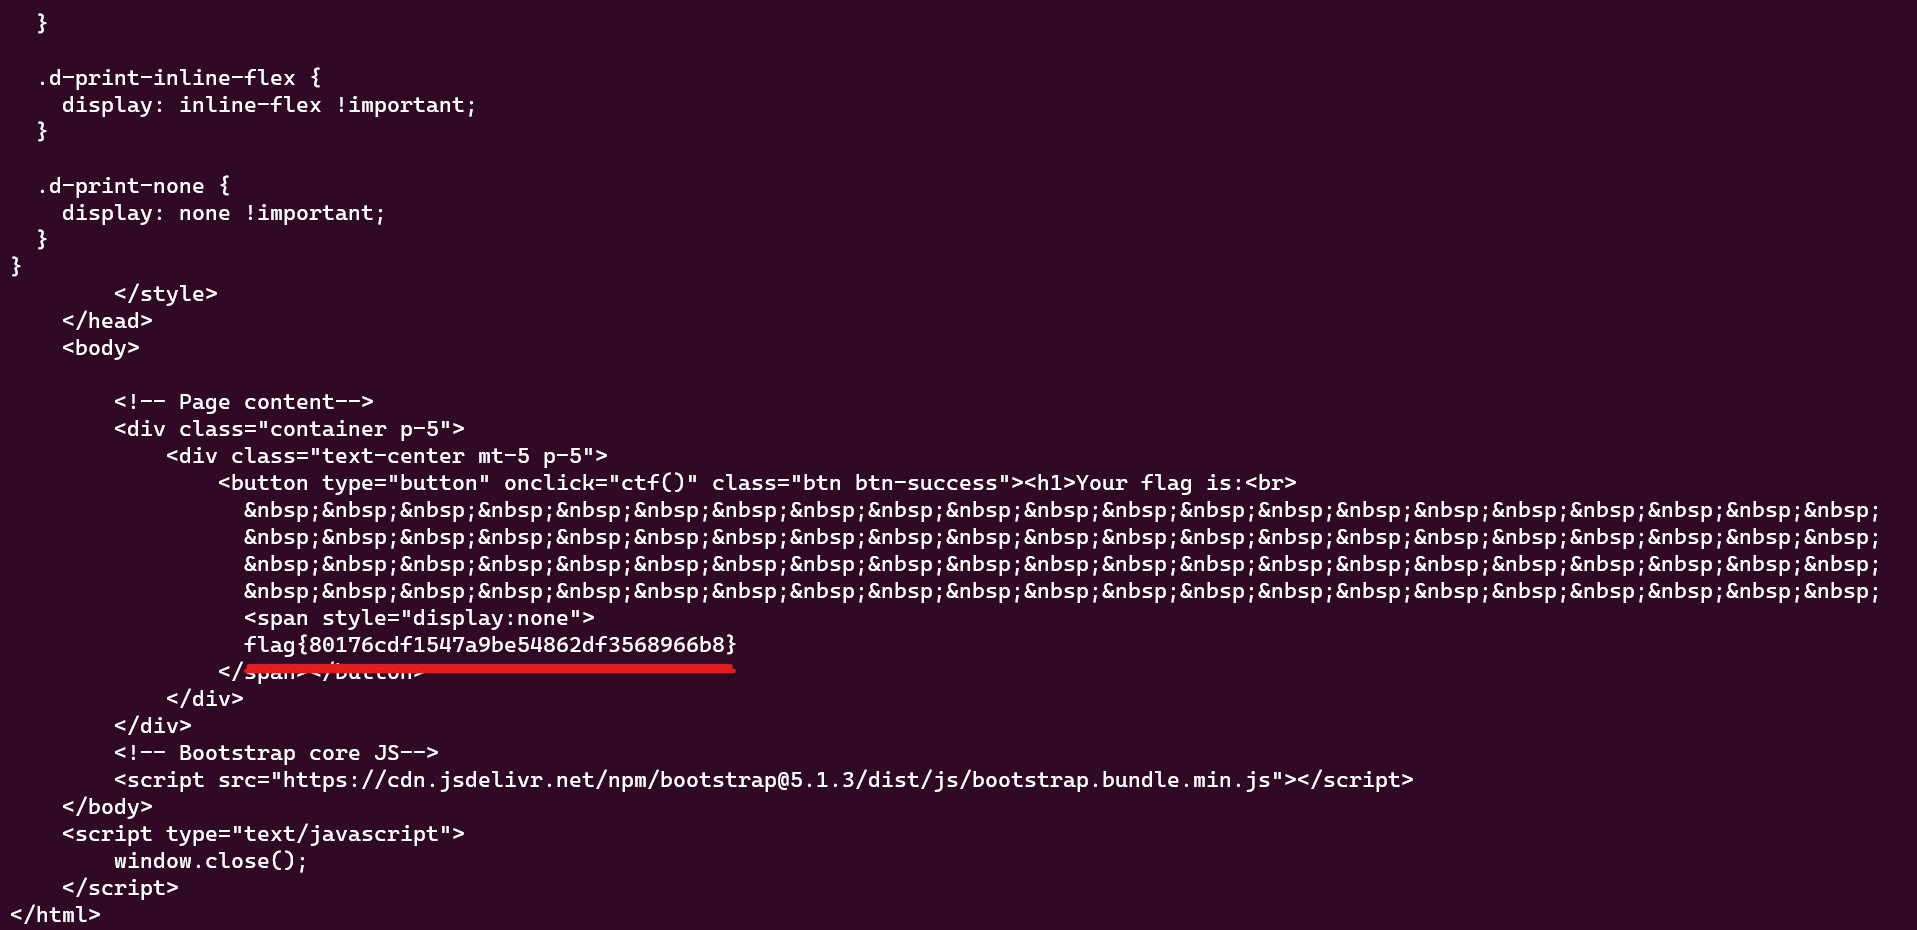 }
.d-print-inline-flex {
display: inline-flex !important;
}
.d-print-none {
display: none !important;
}
}
</style>
</head>
<body>
<!-- Page content-->
<div class="container p-5">
<div class="text-center mt-5 p-5">
<button type="button" onclick="ctf()" class="btn btn-success"><h1>Your flag is:<br>
&nbsp;&nbsp;&nbsp;&nbsp;&nbsp;&nbsp;&nbsp;&nbsp;&nbsp;&nbsp;&nbsp;&nbsp;&nbsp;&nbsp;&nbsp;&nbsp;&nbsp;&nbsp;&nbsp;&nbsp;&nbsp;
&nbsp;&nbsp;&nbsp;&nbsp;&nbsp;&nbsp;&nbsp;&nbsp;&nbsp;&nbsp;&nbsp;&nbsp;&nbsp;&nbsp;&nbsp;&nbsp;&nbsp;&nbsp;&nbsp;&nbsp;&nbsp;
&nbsp;&nbsp;&nbsp;&nbsp;&nbsp;&nbsp;&nbsp;&nbsp;&nbsp;&nbsp;&nbsp;&nbsp;&nbsp;&nbsp;&nbsp;&nbsp;&nbsp;&nbsp;&nbsp;&nbsp;&nbsp;
&nbsp;&nbsp;&nbsp;&nbsp;&nbsp;&nbsp;&nbsp;&nbsp;&nbsp;&nbsp;&nbsp;&nbsp;&nbsp;&nbsp;&nbsp;&nbsp;&nbsp;&nbsp;&nbsp;&nbsp;&nbsp;
<span style="display:none">
flag{80176cdf1547a9be54862df3568966b8}
</span></button>
</div>
</div>
<!-- Bootstrap core JS-->
<script src="https://cdn.jsdelivr.net/npm/bootstrap@5.1.3/dist/js/bootstrap.bundle.min.js"></script>
</body>
<script type="text/javascript">
window.close();
</script>
</html>